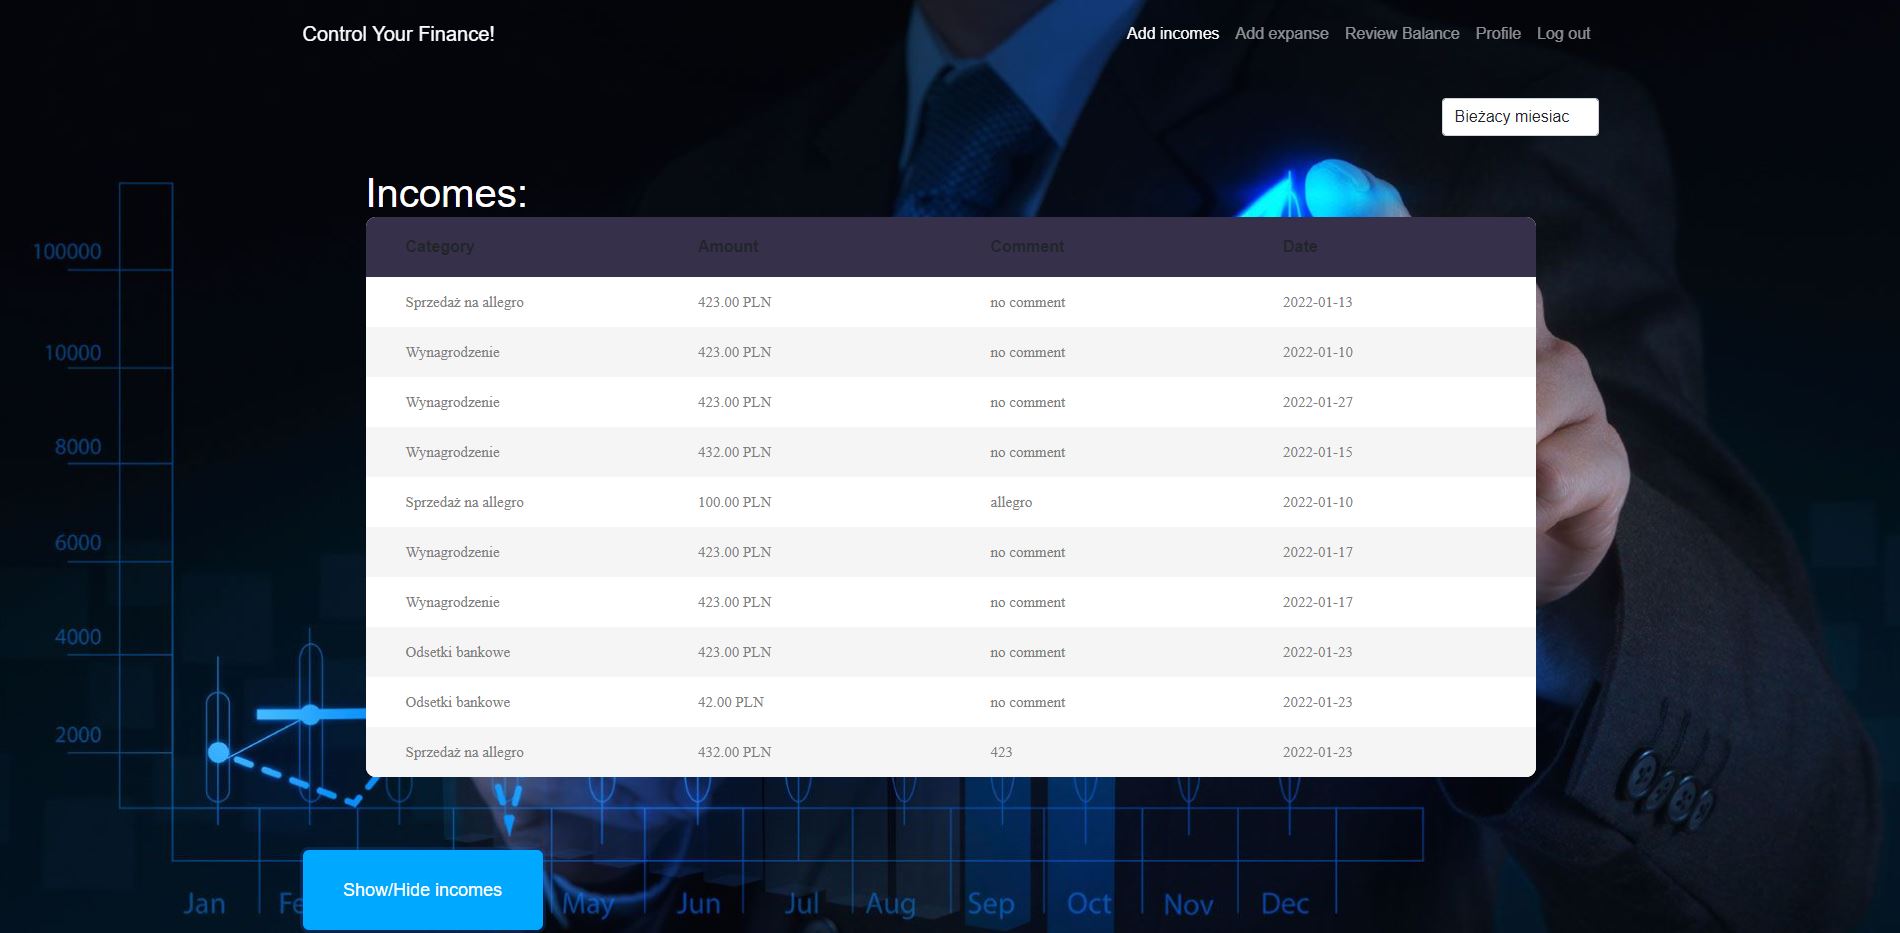 Control Your Finance!
Add incomes Add expanse Review Balance Profile Log out
Bieżacy miesiac
Incomes:
Category Amount Comment Date
Sprzedaż na allegro 423.00 PLN no comment 2022-01-13
Wynagrodzenie 423.00 PLN no comment 2022-01-10
Wynagrodzenie 423.00 PLN no comment 2022-01-27
Wynagrodzenie 432.00 PLN no comment 2022-01-15
Sprzedaż na allegro 100.00 PLN allegro 2022-01-10
Wynagrodzenie 423.00 PLN no comment 2022-01-17
Wynagrodzenie 423.00 PLN no comment 2022-01-17
Odsetki bankowe 423.00 PLN no comment 2022-01-23
Odsetki bankowe 42.00 PLN no comment 2022-01-23
Sprzedaż na allegro 432.00 PLN 423 2022-01-23
100000
10000
8000
6000
4000
2000
Show/Hide incomes
Jan May Jun Jul Aug Sep Oct Nov Dec